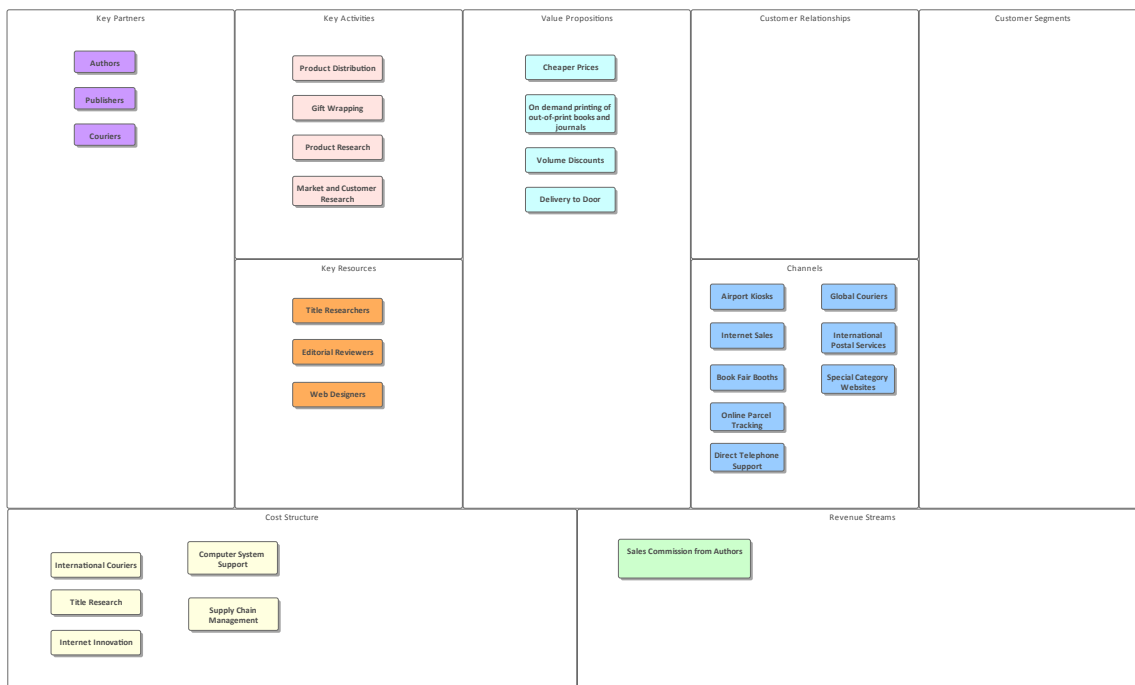 Key Partners
Authors
Publishers
Couriers
Key Activities
Product Distribution
Gift Wrapping
Product Research
Market and Customer
Research
Key Resources
Title Researchers
Editorial Reviewers
Web Designers
Value Propositions
Cheaper Prices
On demand printing of
out-of-print books and
journals
Volume Discounts
Delivery to Door
Customer Relationships
Channels
Airport Kiosks
Internet Sales
Book Fair Booths
Online Parcel
Tracking
Direct Telephone
Support
Global Couriers
International
Postal Services
Special Category
Websites
Customer Segments
Cost Structure
International Couriers
Title Research
Internet Innovation
Computer System
Support
Supply Chain
Management
Revenue Streams
Sales Commission from Authors